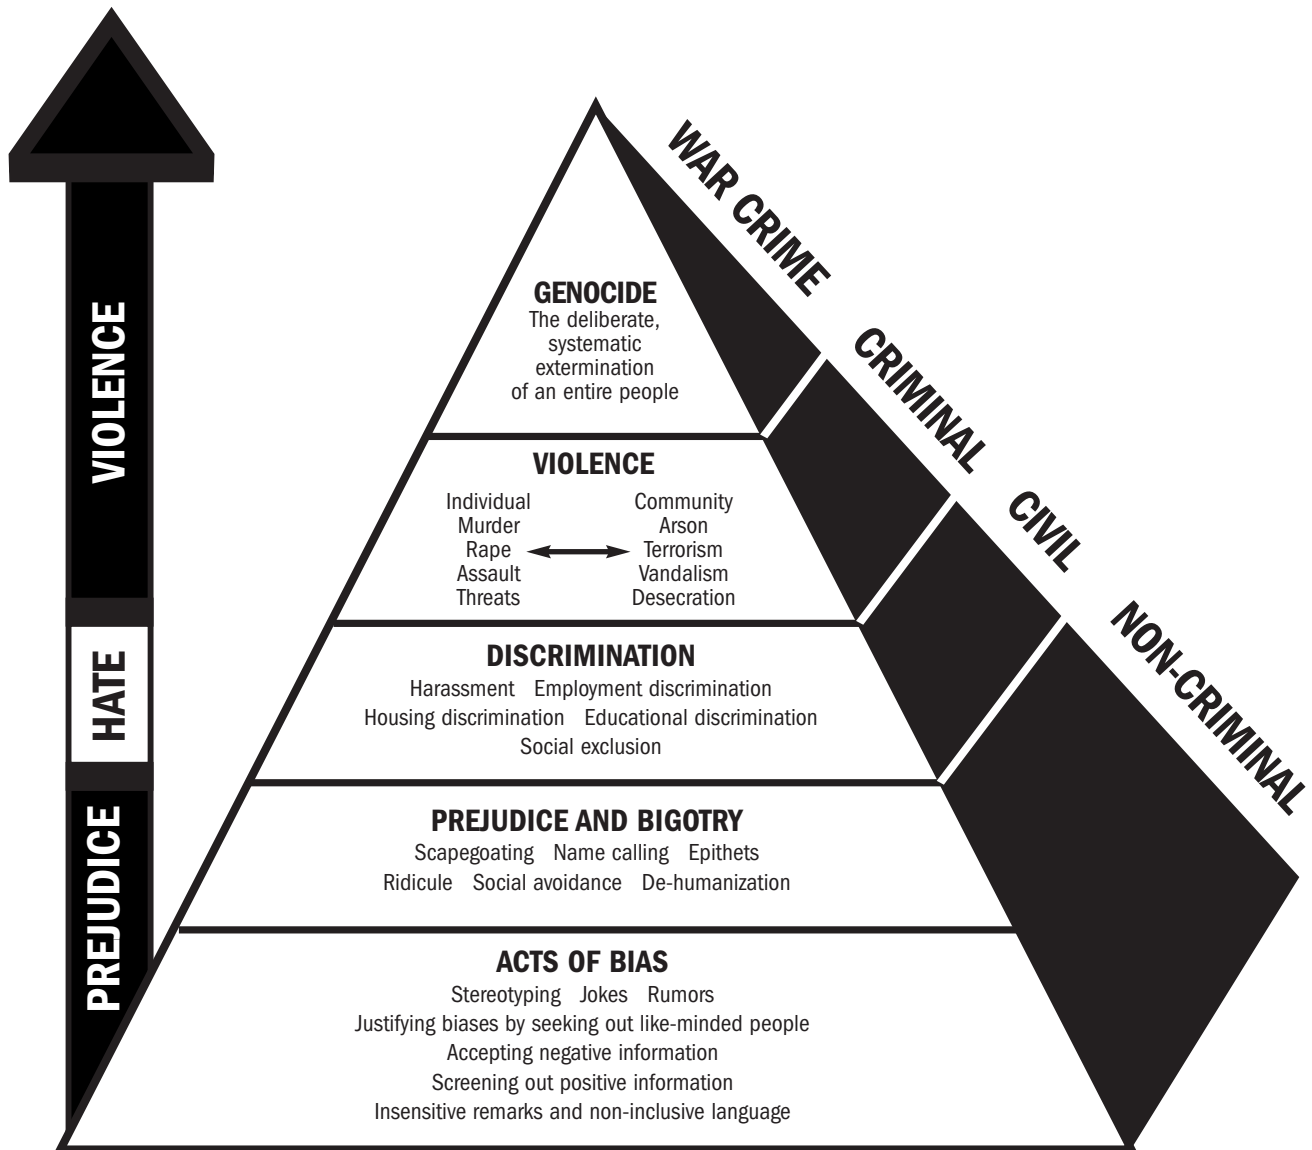 VIOLENCE
HATE
PREJUDICE
WAR CRIME
CRIMINAL
CIVIL
NON-CRIMINAL
GENOCIDE
The deliberate,
systematic
extermination
of an entire people
VIOLENCE
Individual Community
Murder Arson
Rape Terrorism
Assault Vandalism
Threats Desecration
DISCRIMINATION
Harassment Employment discrimination
Housing discrimination Educational discrimination
Social exclusion
PREJUDICE AND BIGOTRY
Scapegoating Name calling Epithets
Ridicule Social avoidance De-humanization
ACTS OF BIAS
Stereotyping Jokes Rumors
Justifying biases by seeking out like-minded people
Accepting negative information
Screening out positive information
Insensitive remarks and non-inclusive language